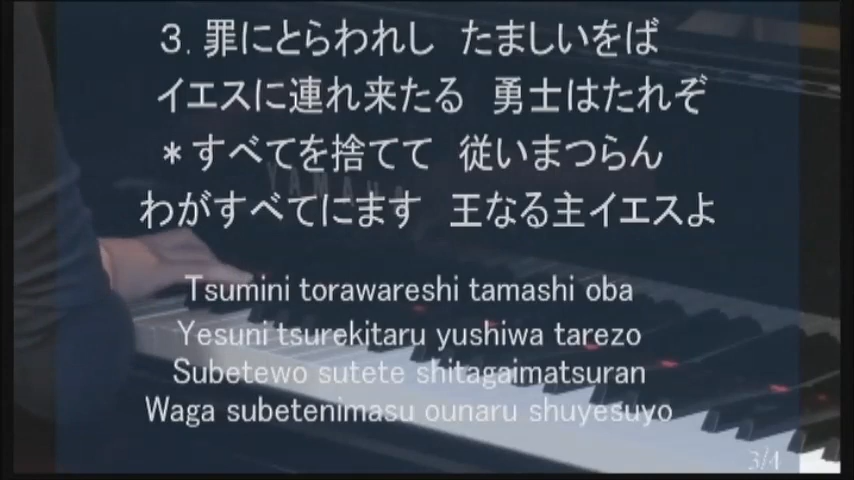 ３. 罪にとらわれし　たましいをば
イエスに連れ来たる　勇士はたれぞ
＊すべてを捨てて　従いまつらん
わがすべてにます　王なる主イエスよ
YAMAHA
Tsumini torawareshi tamashi oba
Yesuni tsurekitaru yushiwa tarezo
Subetewo sutete shitagaimatsuran
Waga subetenimasu ounaru shuyesuyo
3/4